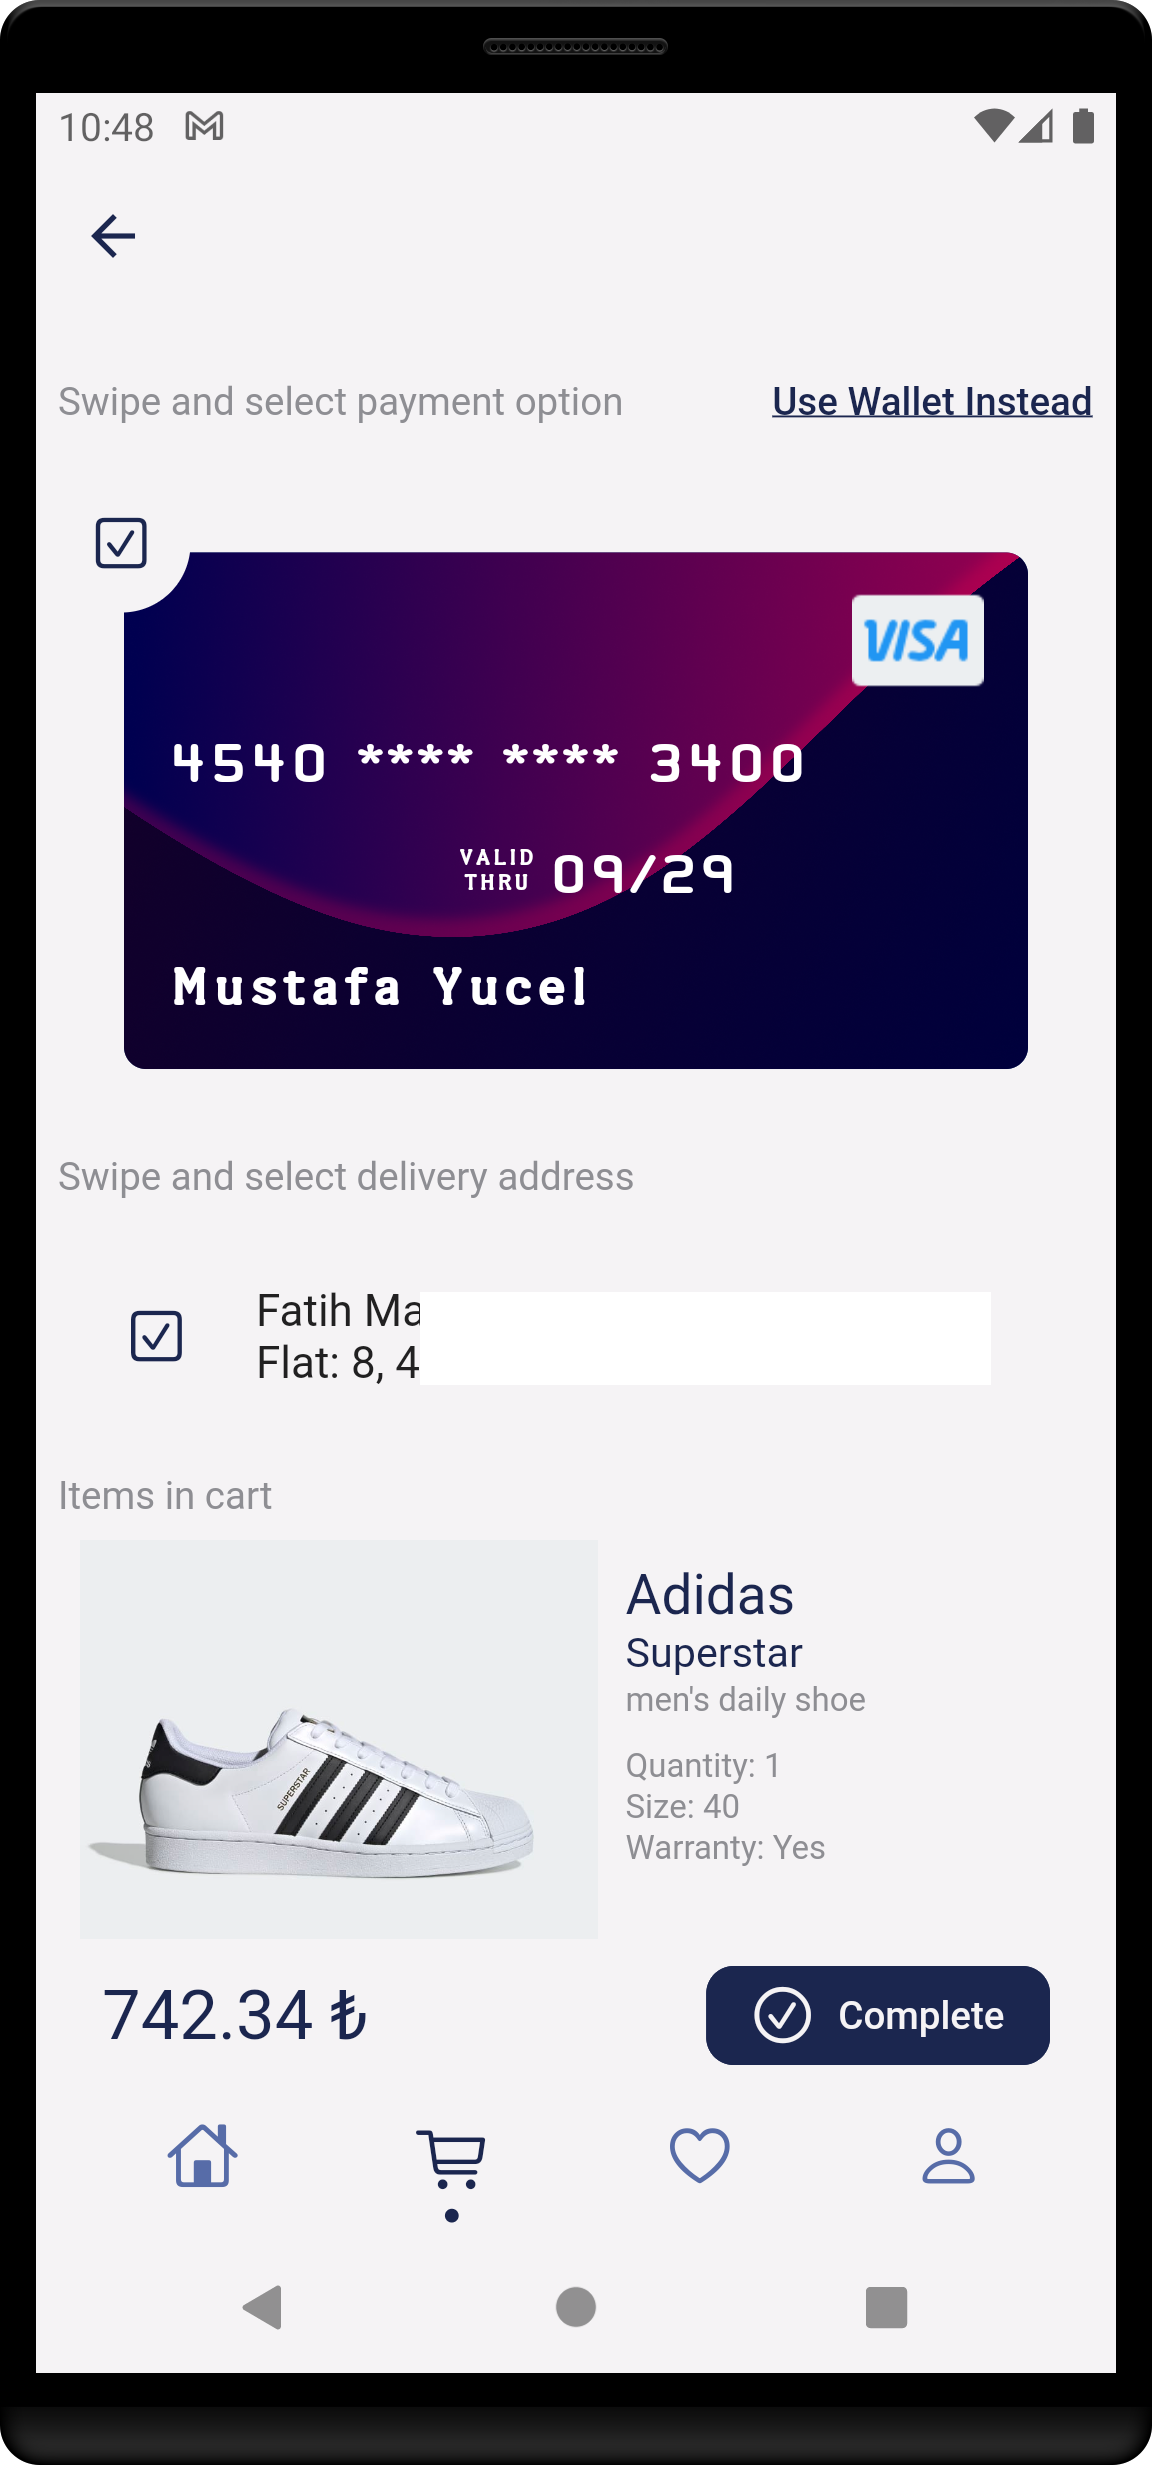 10:48
Swipe and select payment option
Use Wallet Instead
VISA
4540 **** **** 3400
VALID THRU 09/29
Mustafa Yucel
Swipe and select delivery address
Fatih Ma
Flat: 8, 4
Items in cart
Adidas
Superstar
men's daily shoe
SUPERSTAR
Quantity: 1
Size: 40
Warranty: Yes
742.34 ₺
Complete